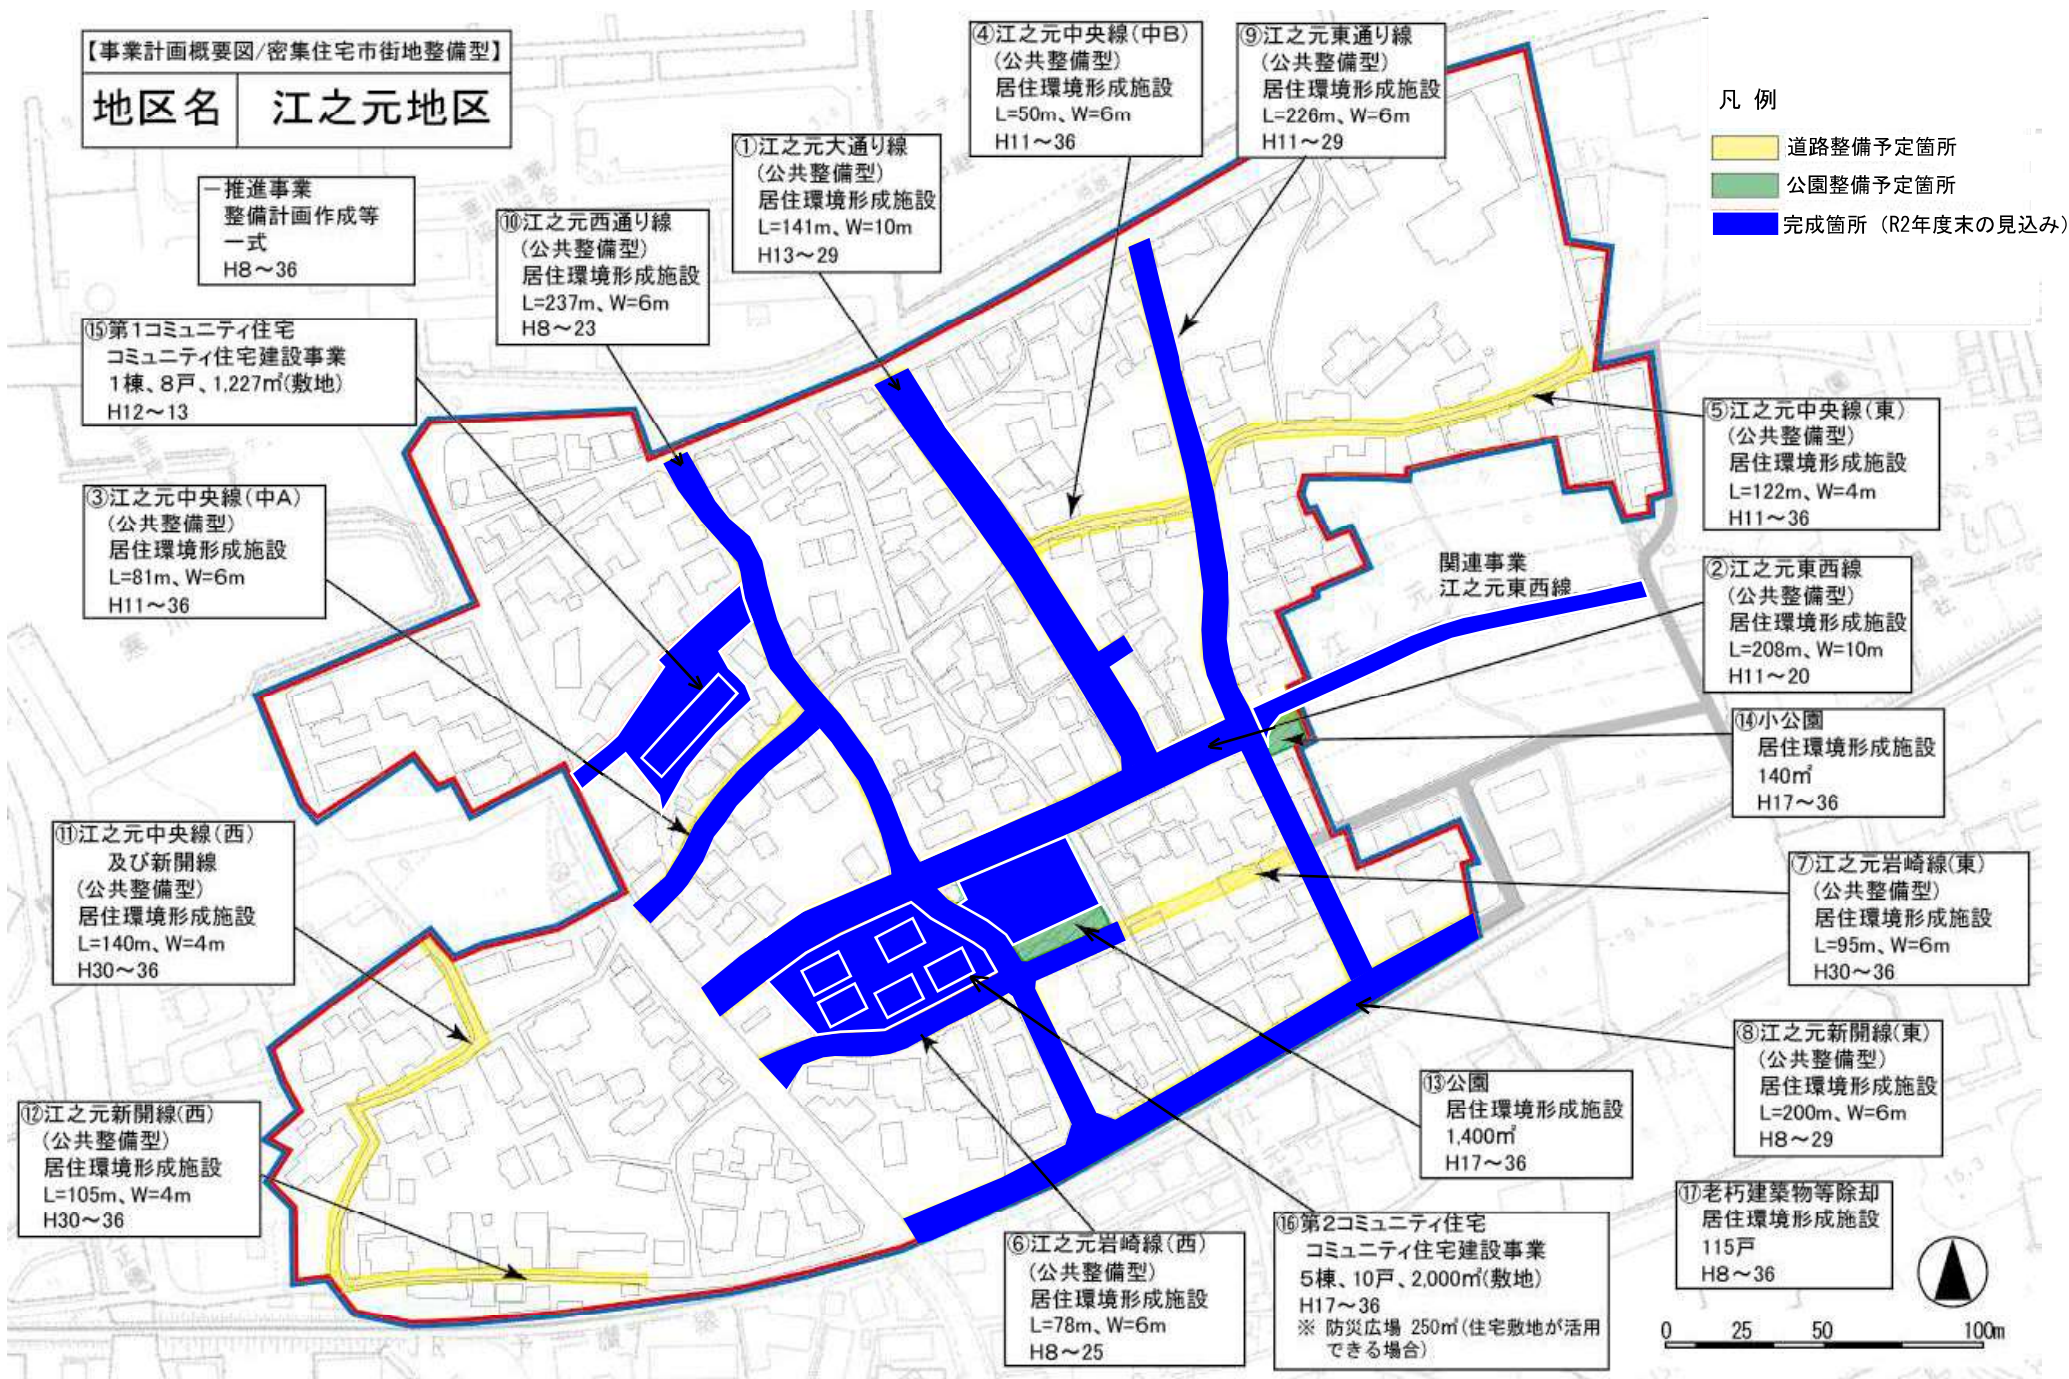 【事業計画概要図/密集住宅市街地整備型】
地区名 江之元地区
－推進事業
整備計画作成等
一式
H8～36
④江之元中央線(中B)
(公共整備型)
居住環境形成施設
L=50m、W=6m
H11～36
⑨江之元東通り線
(公共整備型)
居住環境形成施設
L=226m、W=6m
H11～29
①江之元大通り線
(公共整備型)
居住環境形成施設
L=141m、W=10m
H13～29
⑩江之元西通り線
(公共整備型)
居住環境形成施設
L=237m、W=6m
H8～23
凡 例
道路整備予定箇所
公園整備予定箇所
完成箇所（R2年度末の見込み）
⑮第1コミュニティ住宅
コミュニティ住宅建設事業
1棟、8戸、1,227㎡(敷地)
H12～13
③江之元中央線(中A)
(公共整備型)
居住環境形成施設
L=81m、W=6m
H11～36
⑤江之元中央線(東)
(公共整備型)
居住環境形成施設
L=122m、W=4m
H11～36
関連事業
江之元東西線
②江之元東西線
(公共整備型)
居住環境形成施設
L=208m、W=10m
H11～20
⑭小公園
居住環境形成施設
140㎡
H17～36
⑪江之元中央線(西)
及び新開線
(公共整備型)
居住環境形成施設
L=140m、W=4m
H30～36
⑦江之元岩崎線(東)
(公共整備型)
居住環境形成施設
L=95m、W=6m
H30～36
⑧江之元新開線(東)
(公共整備型)
居住環境形成施設
L=200m、W=6m
H8～29
⑬公園
居住環境形成施設
1,400㎡
H17～36
⑫江之元新開線(西)
(公共整備型)
居住環境形成施設
L=105m、W=4m
H30～36
⑥江之元岩崎線(西)
(公共整備型)
居住環境形成施設
L=78m、W=6m
H8～25
⑯第2コミュニティ住宅
コミュニティ住宅建設事業
5棟、10戸、2,000㎡(敷地)
H17～36
※ 防災広場 250㎡(住宅敷地が活用
できる場合)
⑰老朽建築物等除却
居住環境形成施設
115戸
H8～36
0 25 50 100m